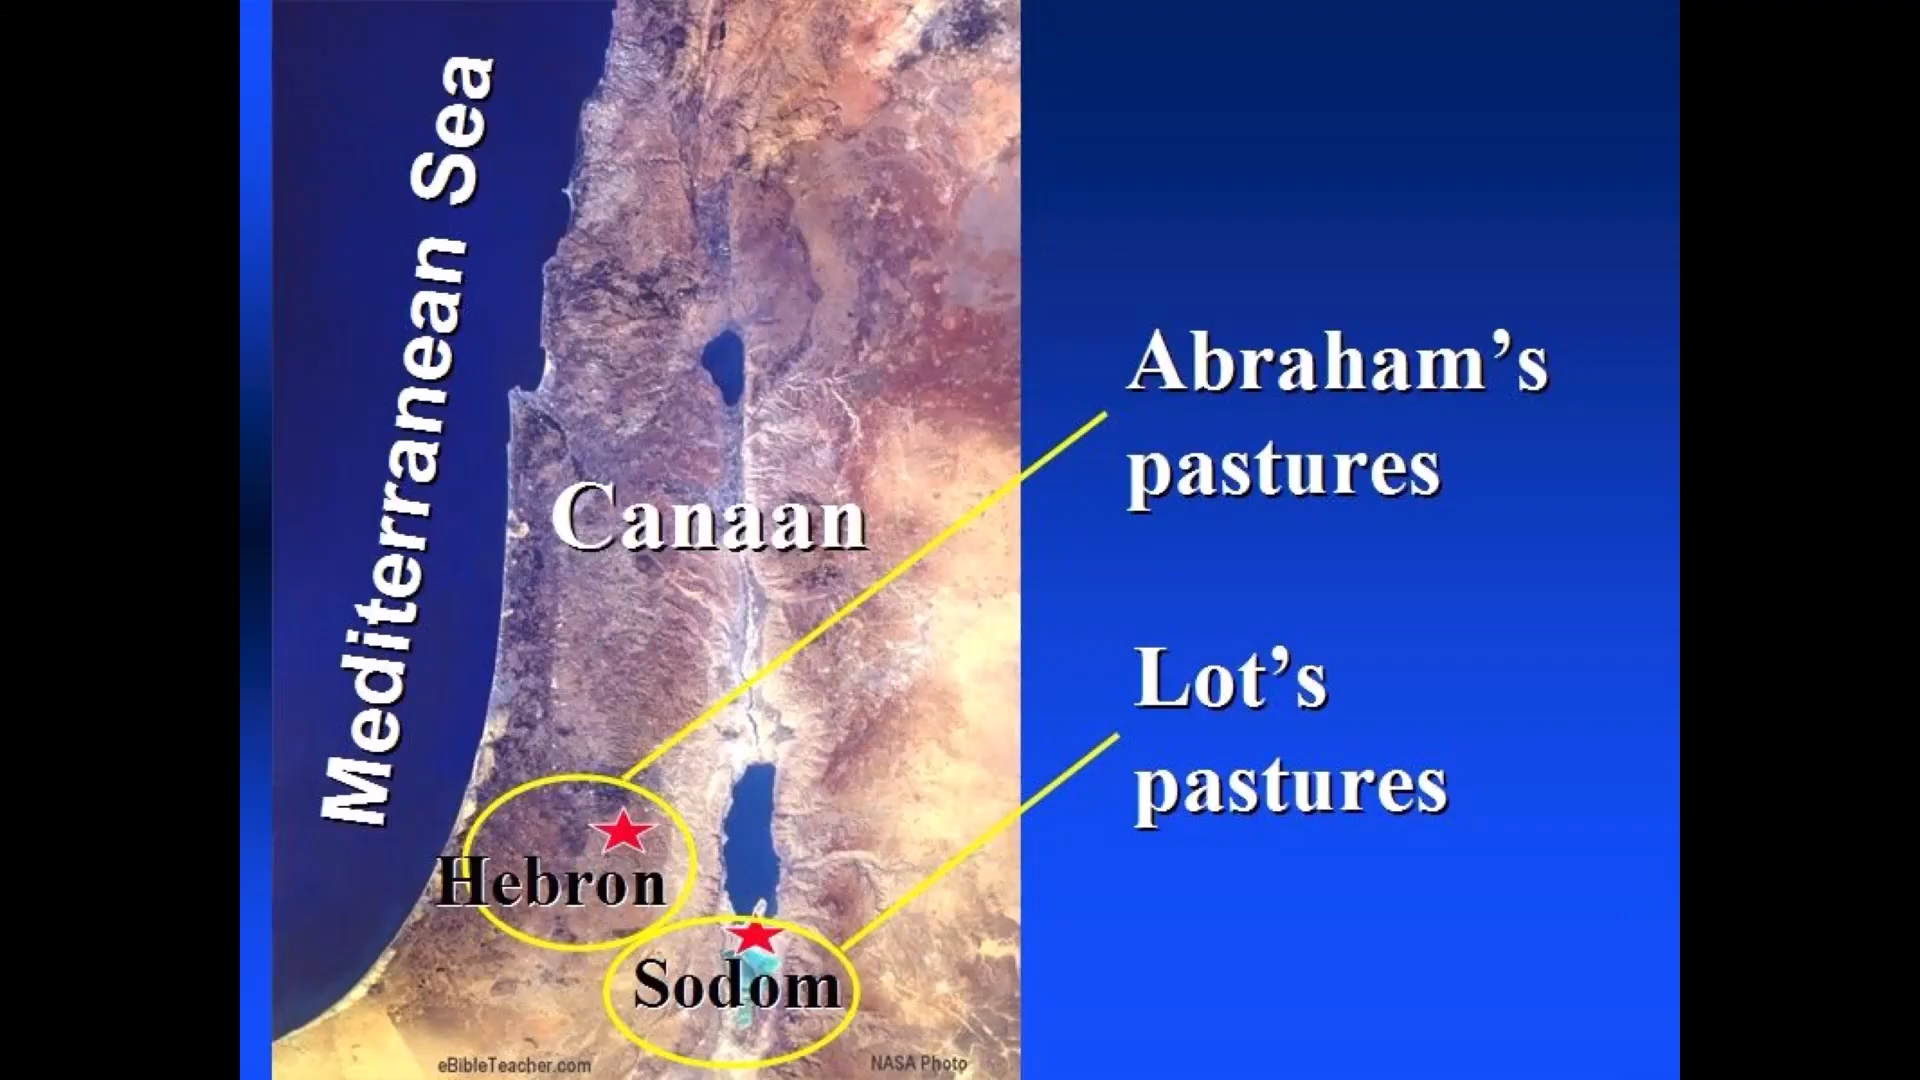 Mediterranean Sea
Canaan
Abraham’s
pastures
Lot’s
pastures
Hebron
Sodom
eBibleTeacher.com
NASA Photo